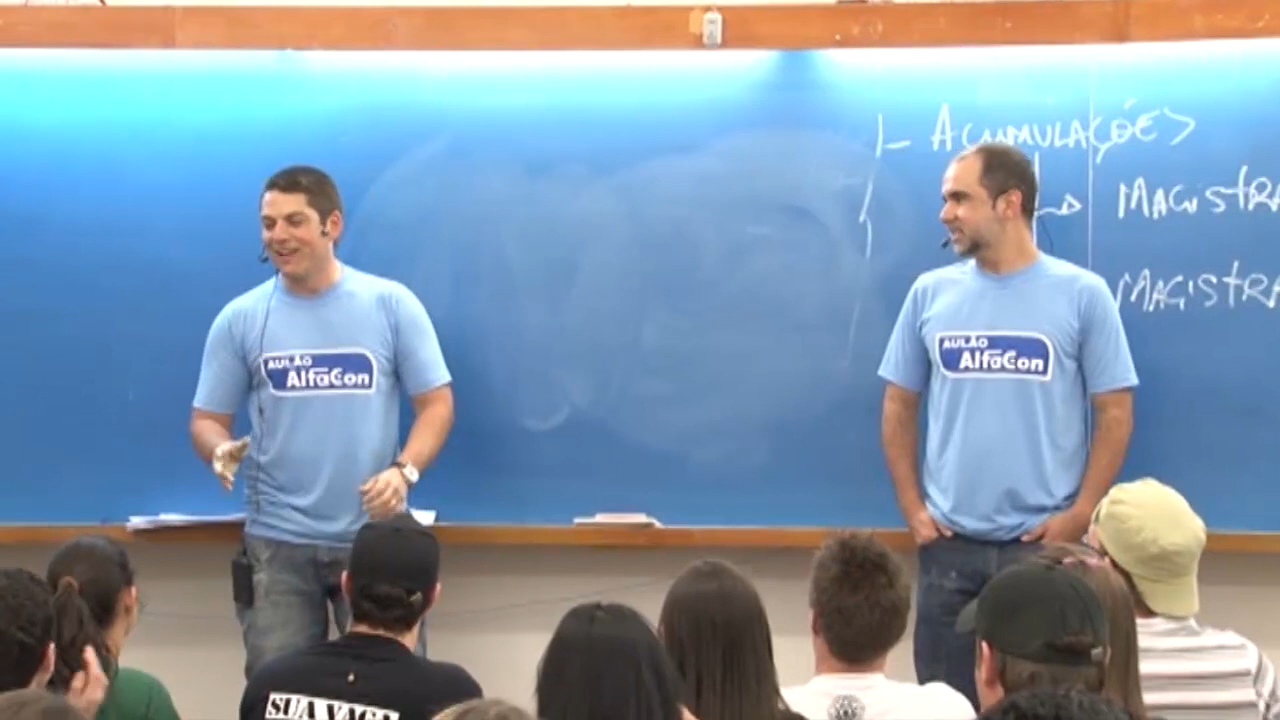 |- ACUMULAÇÕES
→ MAGISTRA
MAGISTRA
AULÃO
AlfaCon
AULÃO
AlfaCon
SUA VAGA